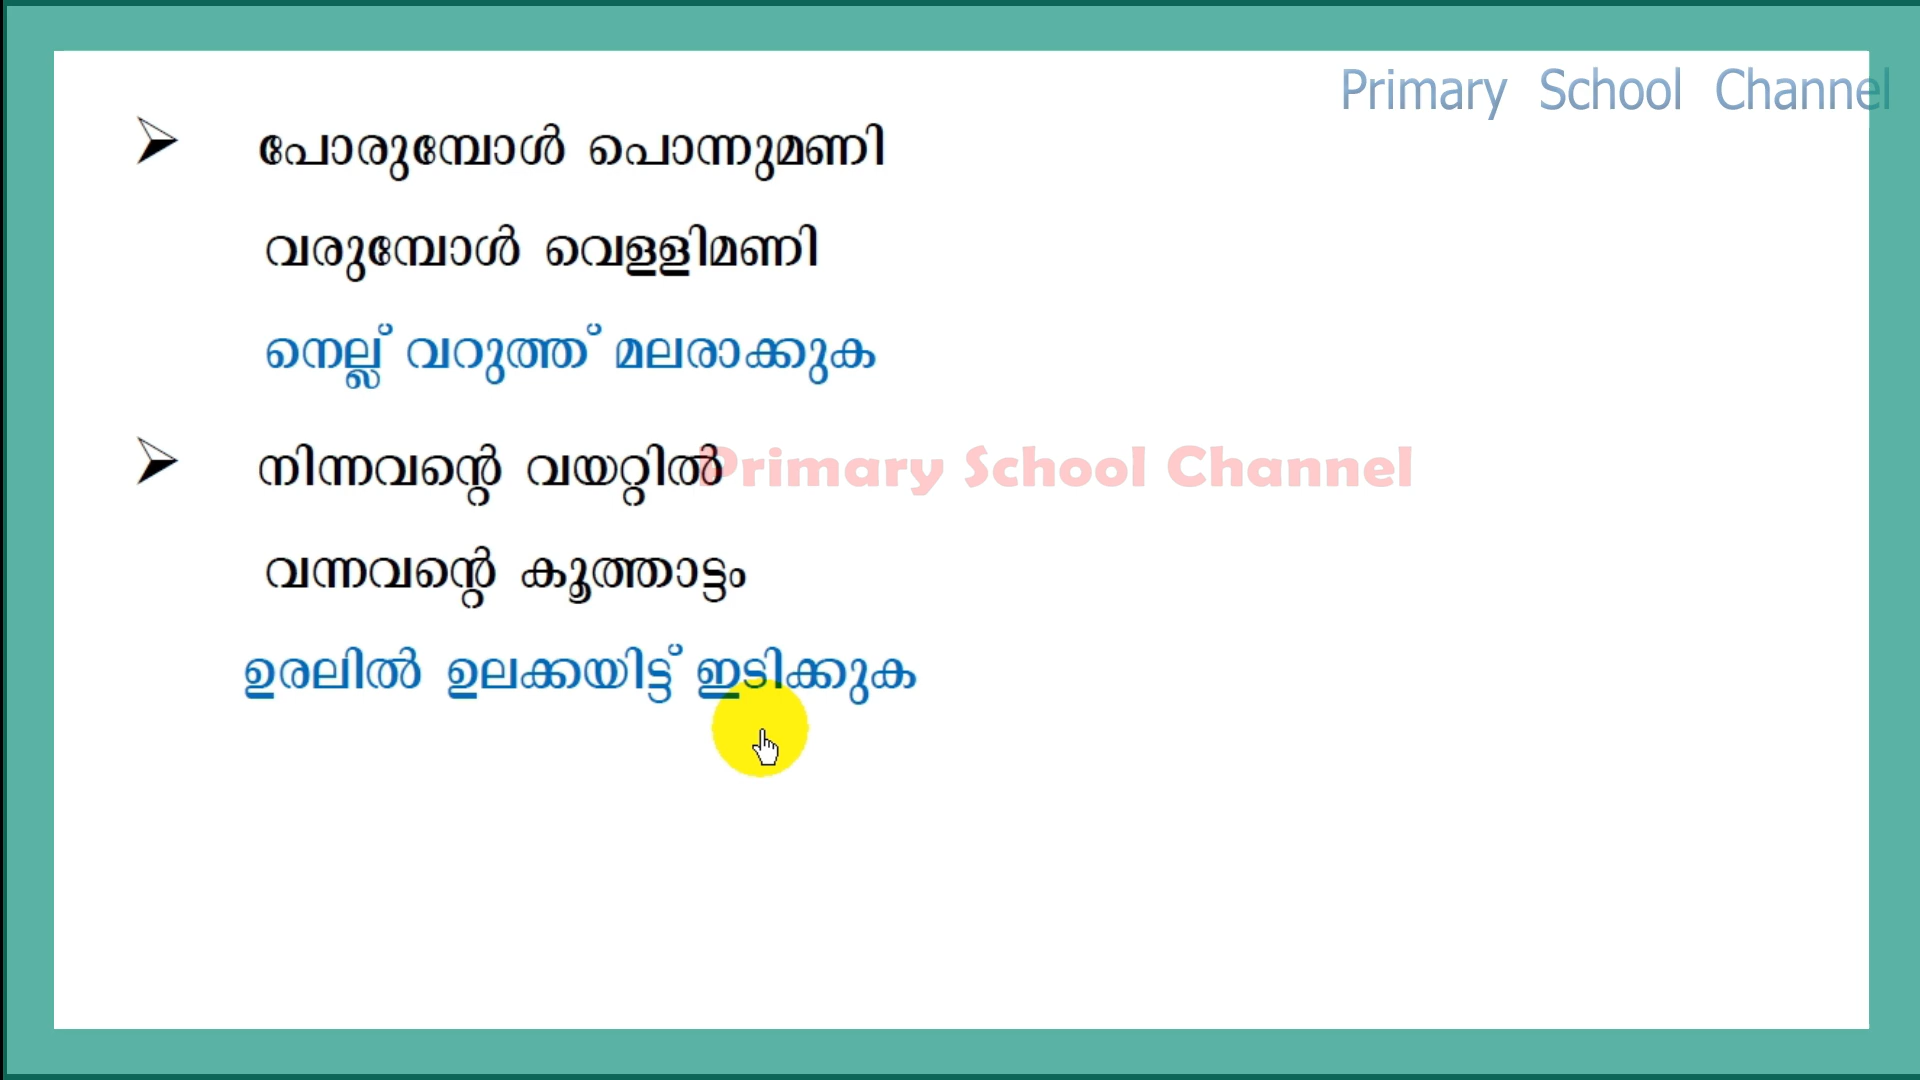 Primary School Channel
പോരുമ്പോൾ പൊന്നുമണി
വരുമ്പോൾ വെള്ളിമണി
നെല്ല് വറുത്ത് മലരാക്കുക
നിന്നവന്റെ വയറ്റിൽ
Primary School Channel
വന്നവന്റെ കൂത്താട്ടം
ഉരലിൽ ഉലക്കയിട്ട് ഇടിക്കുക